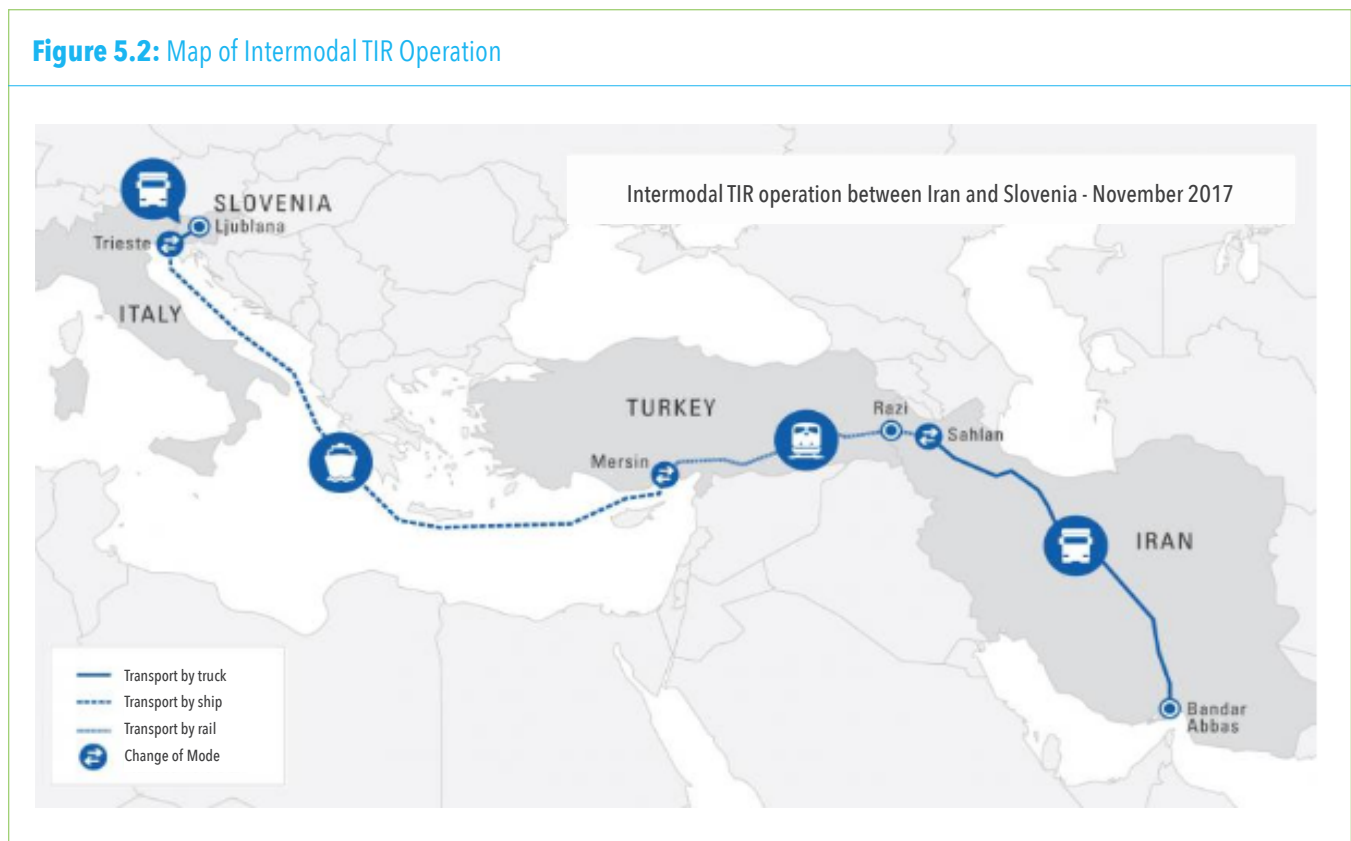 Figure 5.2: Map of Intermodal TIR Operation
Intermodal TIR operation between Iran and Slovenia - November 2017
SLOVENIA
Ljublana
Trieste
ITALY
TURKEY
Razi
Sahlan
Mersin
IRAN
Bandar
Abbas
Transport by truck
Transport by ship
Transport by rail
Change of Mode